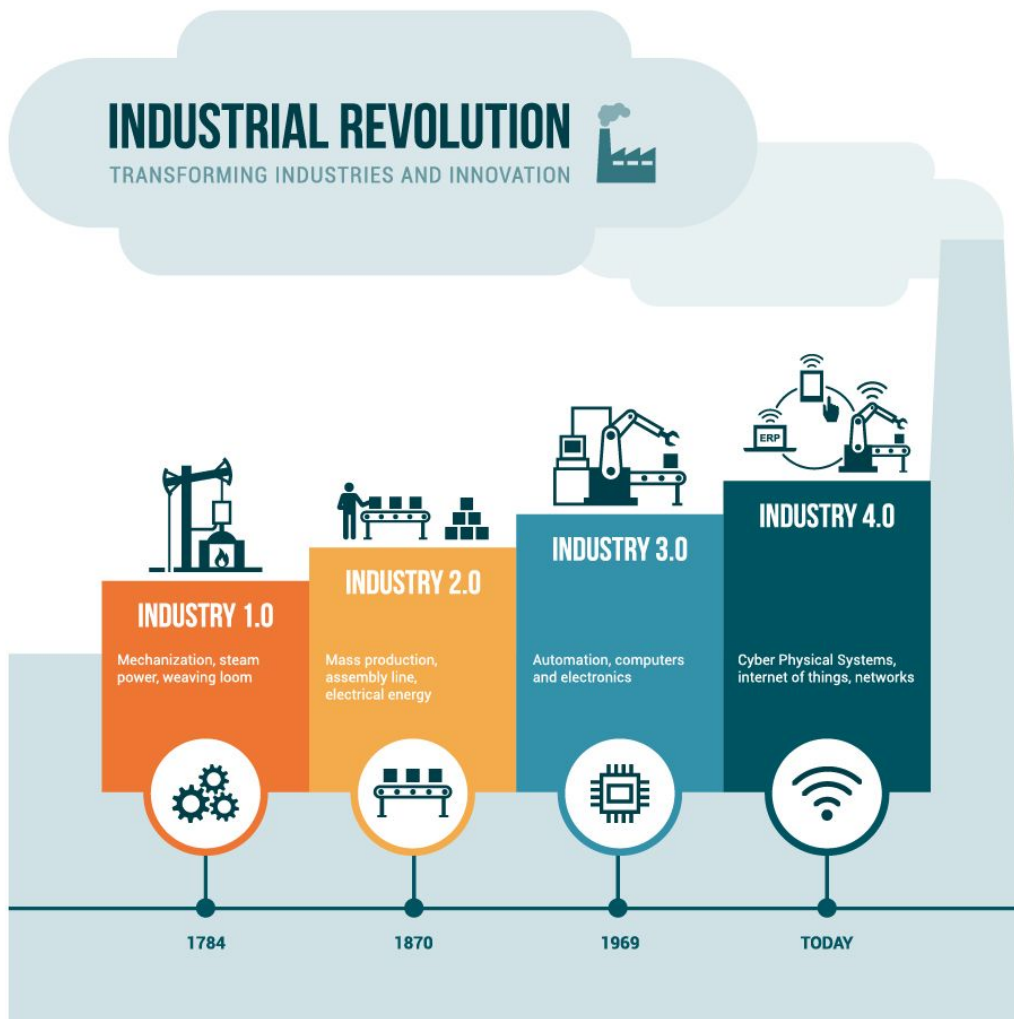 INDUSTRIAL REVOLUTION
TRANSFORMING INDUSTRIES AND INNOVATION
ERP
INDUSTRY 1.0
Mechanization, steam
power, weaving loom
INDUSTRY 2.0
Mass production,
assembly line,
electrical energy
INDUSTRY 3.0
Automation, computers
and electronics
INDUSTRY 4.0
Cyber Physical Systems,
internet of things, networks
1784
1870
1969
TODAY